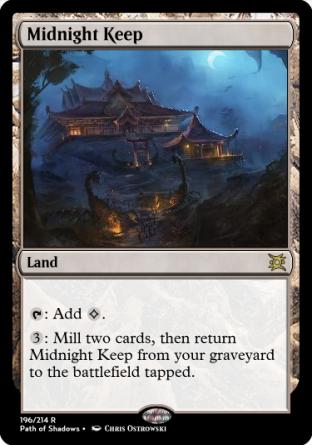 Midnight Keep
Land
: Add .
3: Mill two cards, then return
Midnight Keep from your graveyard
to the battlefield tapped.
196/214 R
Path of Shadows • Chris Ostrowski